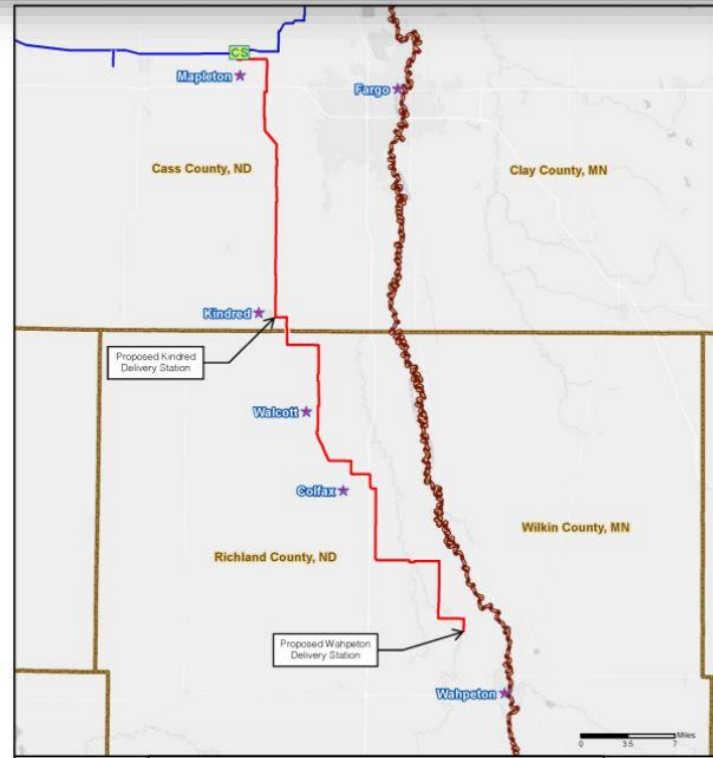 CS
Mapleton
Fargo
Cass County, ND
Clay County, MN
Kindred
Proposed Kindred
Delivery Station
Walcott
Colfax
Wilkin County, MN
Richland County, ND
Proposed Wahpeton
Delivery Station
Wahpeton
Miles
0 3.5 7